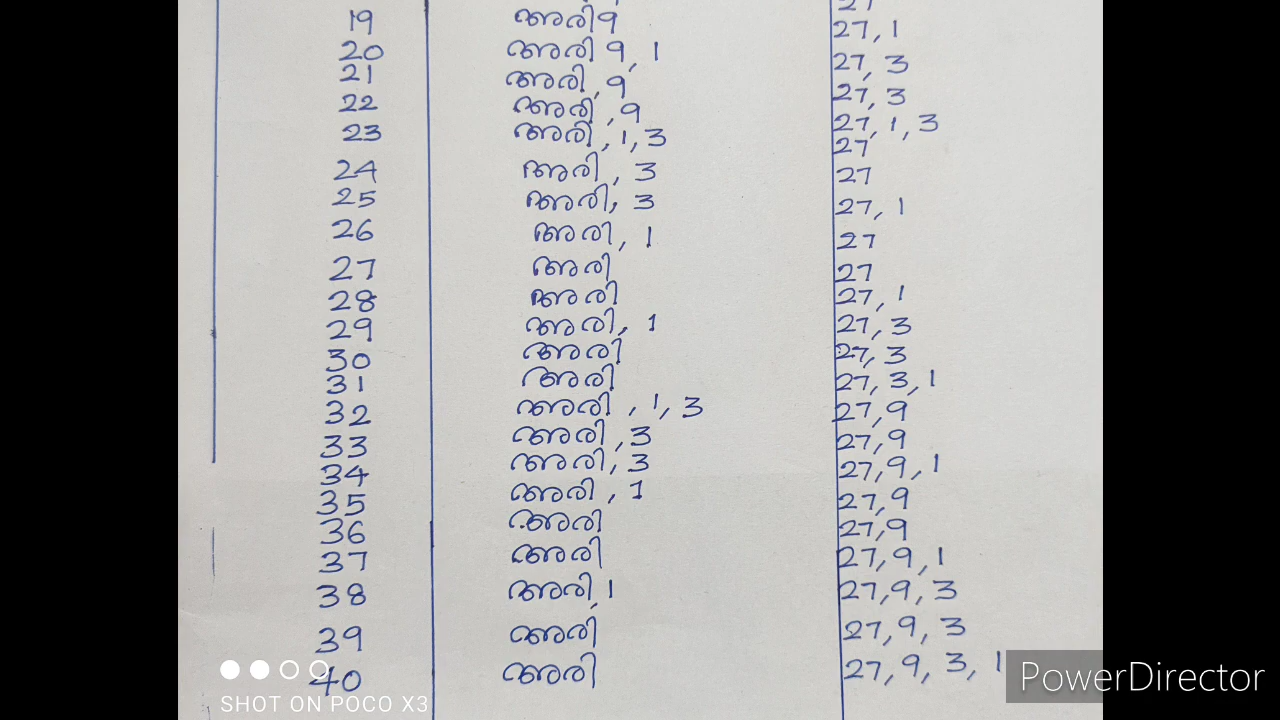 27
19 അരി 9 27, 1
20 അരി 9, 1 27, 3
21 അരി, 9 27, 3
22 അരി, 9 27, 1, 3
23 അരി, 1, 3 27
24 അരി, 3 27
25 അരി, 3 27, 1
26 അരി, 1 27
27 അരി 27
28 അരി 27, 1
29 അരി, 1 27, 3
30 അരി 27, 3
31 അരി 27, 3, 1
32 അരി, 1, 3 27, 9
33 അരി, 3 27, 9
34 അരി, 3 27, 9, 1
35 അരി, 1 27, 9
36 അരി 27, 9
37 അരി 27, 9, 1
38 അരി, 1 27, 9, 3
39 അരി 27, 9, 3
40 അരി 27, 9, 3, 1
SHOT ON POCO X3
PowerDirector